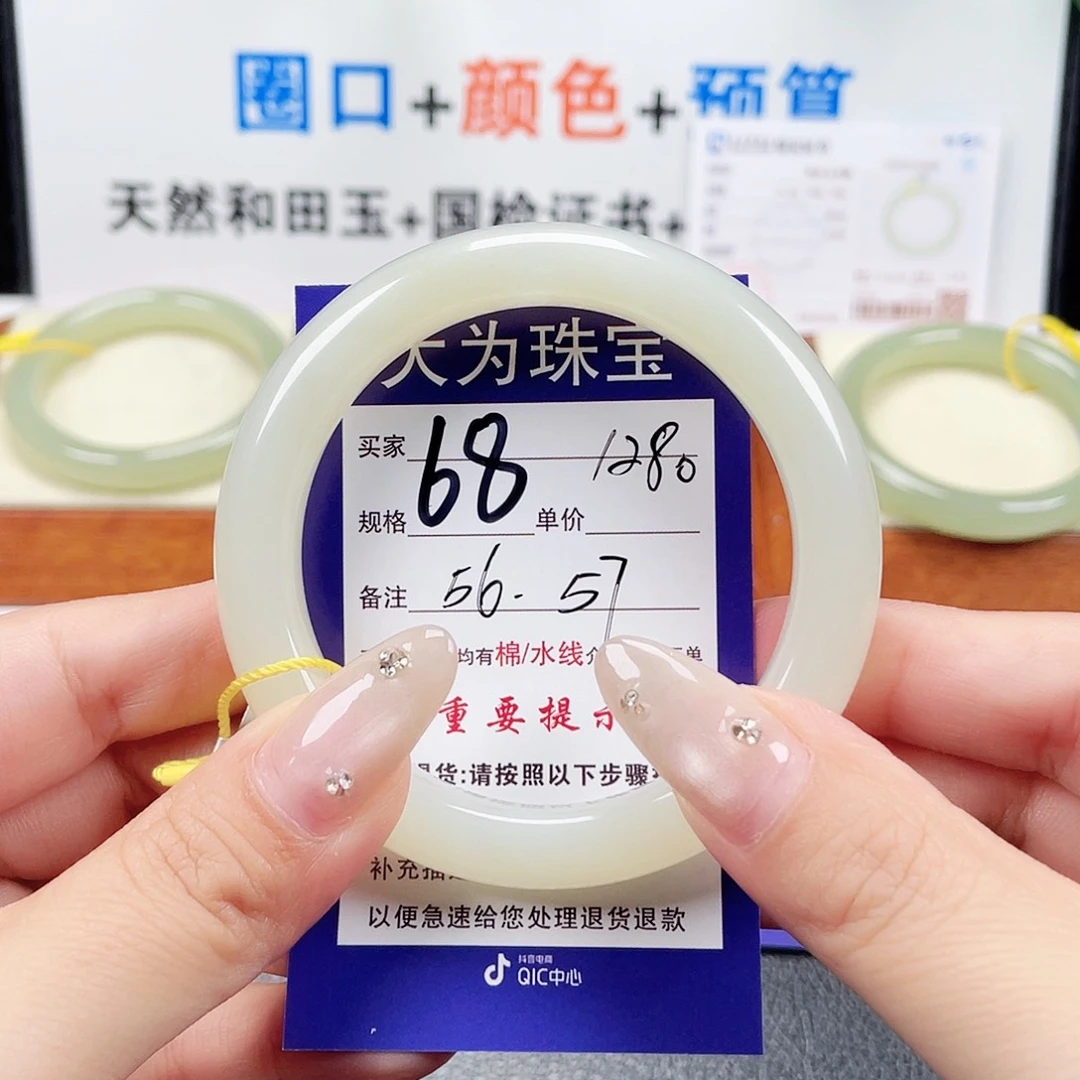 圈口+颜色+预管
天然和田玉+国检证书+
大为珠宝
买家 68 1280
规格 单价
备注 56-57
均有棉/水线
重要提示
退货:请按照以下步骤
补充
以便急速给您处理退货退款
抖音电商
QIC中心